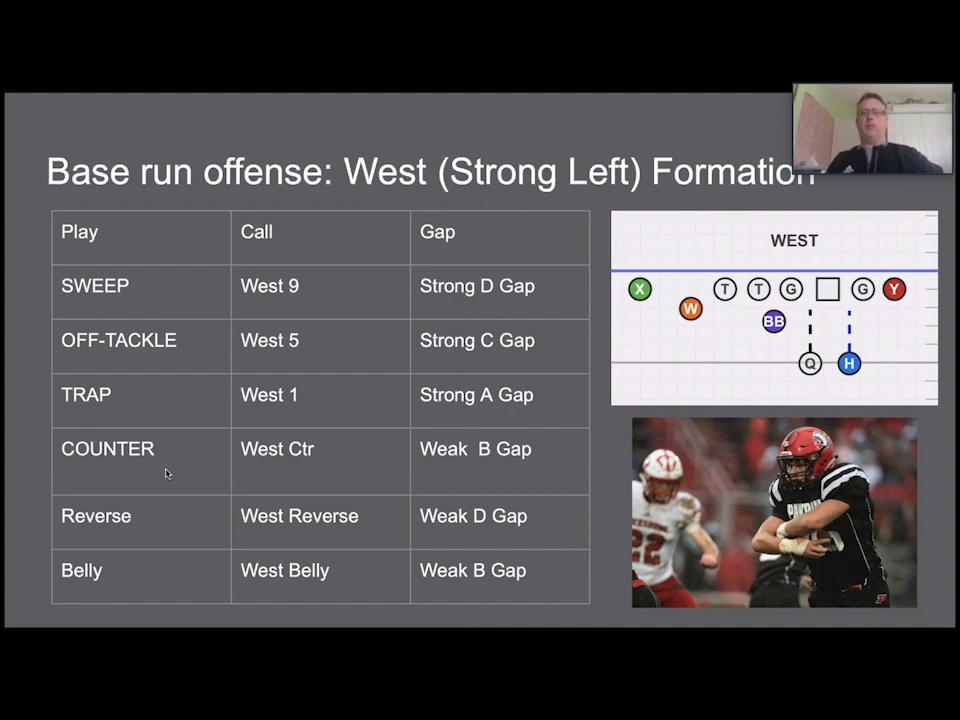 Base run offense: West (Strong Left) Formation
Play Call Gap
SWEEP West 9 Strong D Gap
OFF-TACKLE West 5 Strong C Gap
TRAP West 1 Strong A Gap
COUNTER West Ctr Weak B Gap
Reverse West Reverse Weak D Gap
Belly West Belly Weak B Gap
WEST
X W T T G G Y
BB
Q H
22